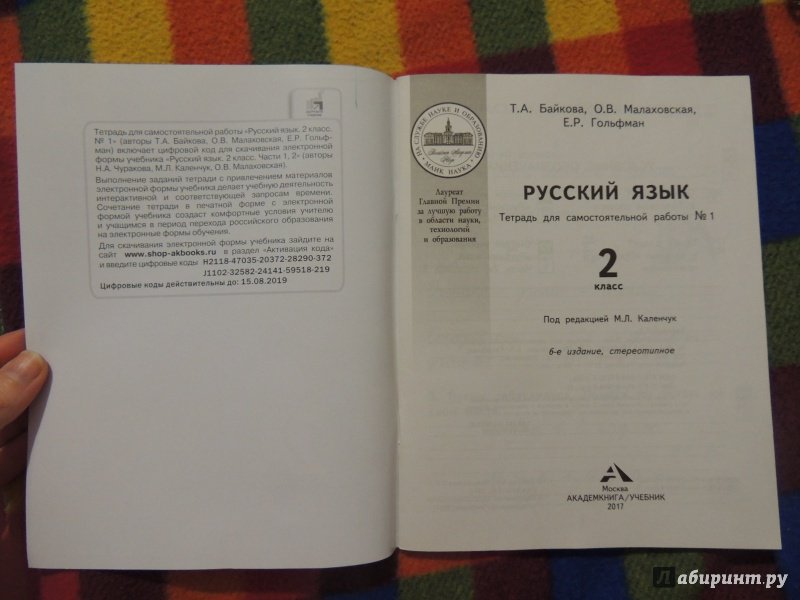 Тетрадь для самостоятельной работы «Русский язык. 2 класс.
№ 1» (авторы Т.А. Байкова, О.В. Малаховская, Е.Р. Гольф-
ман) включает цифровой код для скачивания электронной
формы учебника «Русский язык. 2 класс. Части 1, 2» (авторы
Н.А. Чуракова, М.Л. Каленчук, О.В. Малаховская).
Выполнение заданий тетради с привлечением материалов
электронной формы учебника делает учебную деятельность
интерактивной и соответствующей запросам времени.
Сочетание тетради в печатной форме с электронной
формой учебника создаст комфортные условия учителю
и учащимся в период перехода российского образования
на электронные формы обучения.
Для скачивания электронной формы учебника зайдите на
сайт www.shop-akbooks.ru в раздел «Активация кода»
и введите цифровые коды H2118-47035-20372-28290-372
J1102-32582-24141-59518-219
Цифровые коды действительны до: 15.08.2019
НА СЛУЖБЕ НАУКЕ И ОБРАЗОВАНИЮ
МАИК НАУКА
Лауреат
Главной Премии
за лучшую работу
в области науки,
технологий
и образования
Т.А. Байкова, О.В. Малаховская,
Е.Р. Гольфман
РУССКИЙ ЯЗЫК
Тетрадь для самостоятельной работы № 1
2
класс
Под редакцией М.Л. Каленчук
6-е издание, стереотипное
Москва
АКАДЕМКНИГА/УЧЕБНИК
2017
Лабиринт.ру